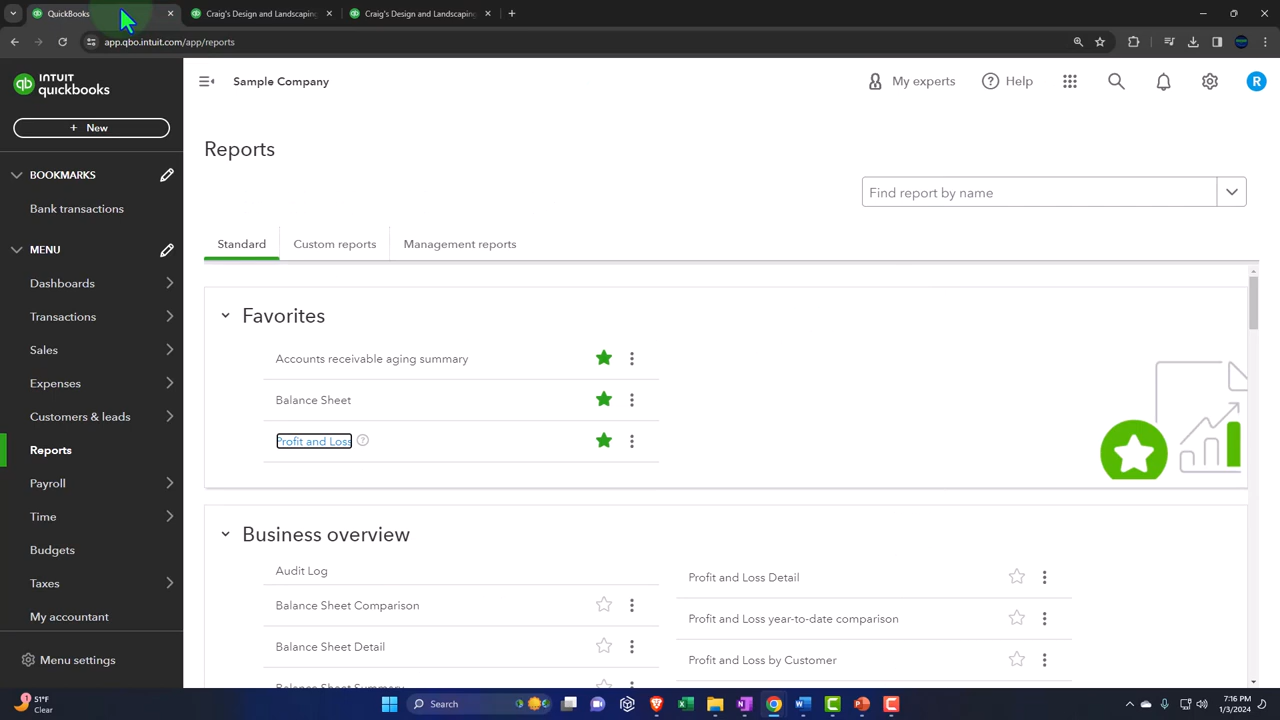 QuickBooks
Craig's Design and Landscaping
Craig's Design and Landscaping
app.qbo.intuit.com/app/reports
INTUIT
quickbooks
Sample Company
My experts
Help
R
+ New
Reports
BOOKMARKS
Find report by name
Bank transactions
Standard
Custom reports
Management reports
MENU
Dashboards
Transactions
Sales
Expenses
Customers & leads
Reports
Payroll
Time
Budgets
Taxes
My accountant
Menu settings
Favorites
Accounts receivable aging summary
Balance Sheet
Profit and Loss
Business overview
Audit Log
Balance Sheet Comparison
Balance Sheet Detail
Balance Sheet Summary
Profit and Loss Detail
Profit and Loss year-to-date comparison
Profit and Loss by Customer
51°F
Clear
Search
7:16 PM
1/3/2024